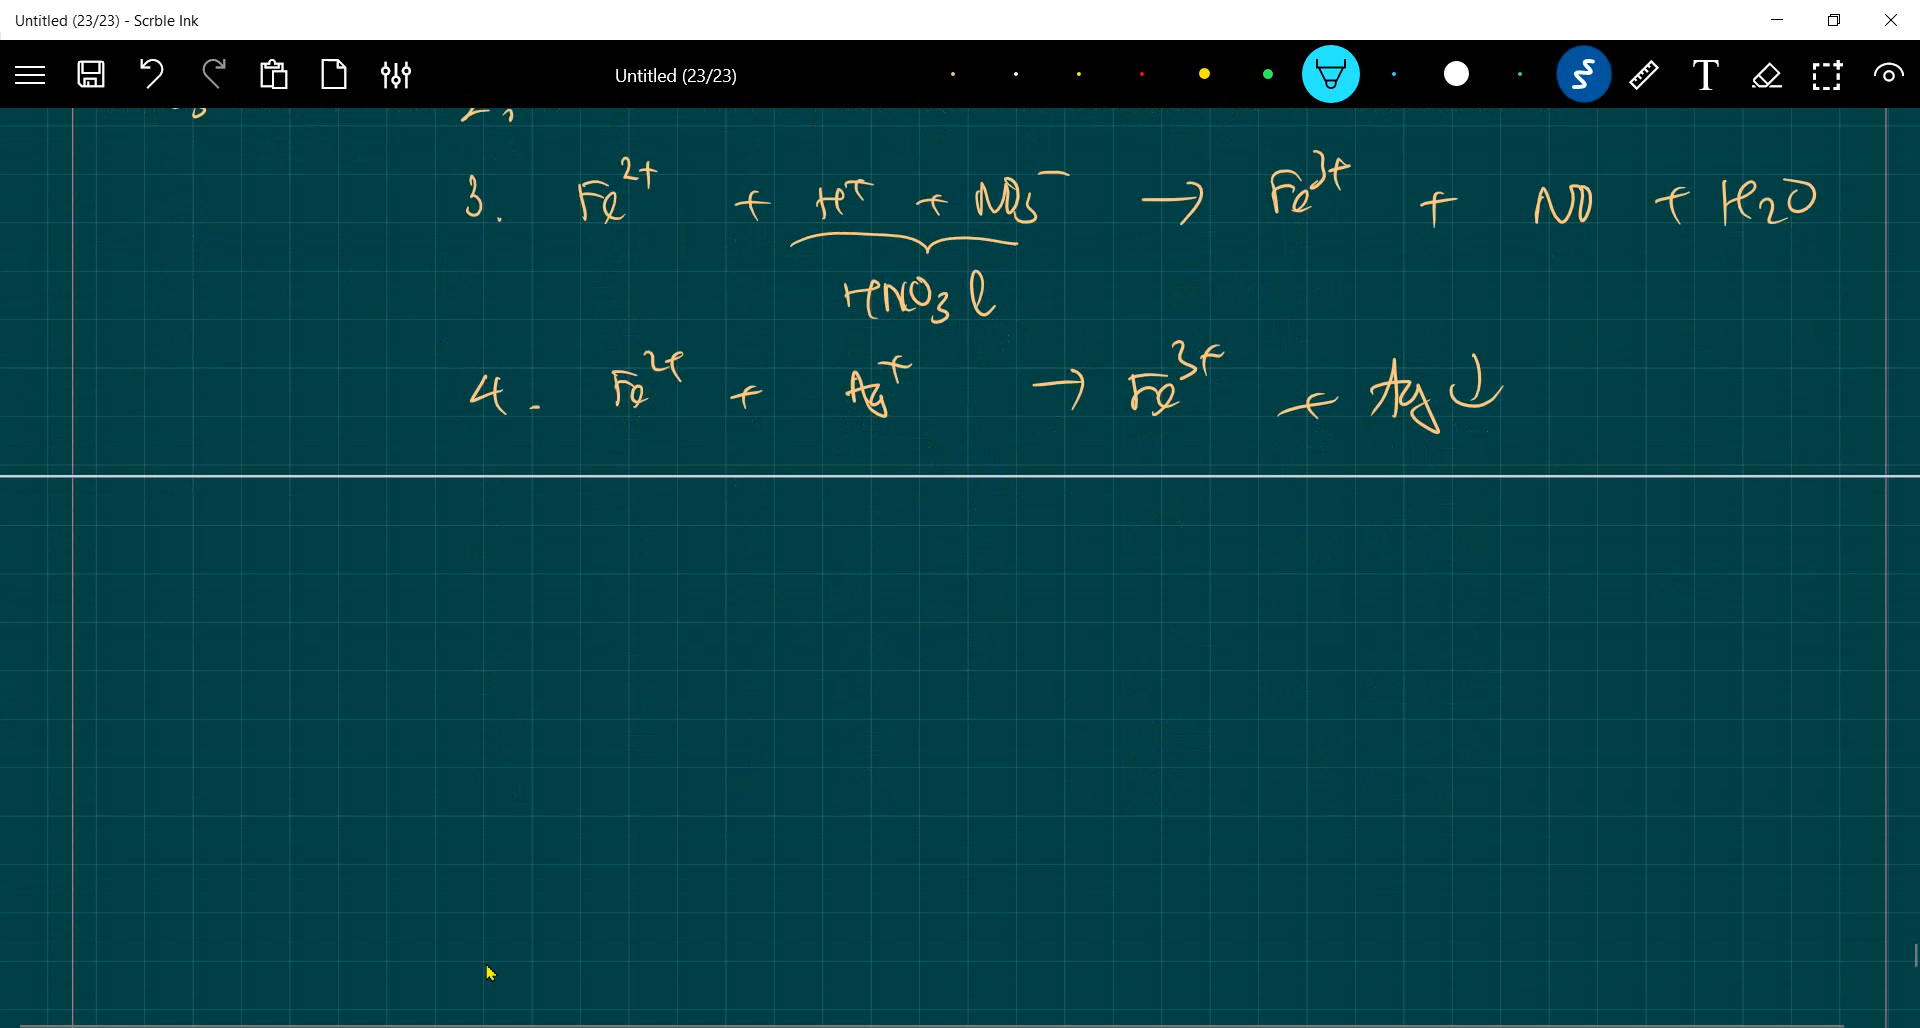 Untitled (23/23) - Scrble Ink
Untitled (23/23)
T
3. Fe²⁺ + H⁺ + NO₃⁻ → Fe³⁺ + NO + H₂O
HNO₃ l
4. Fe²⁺ + Ag⁺ → Fe³⁺ + Ag ↓